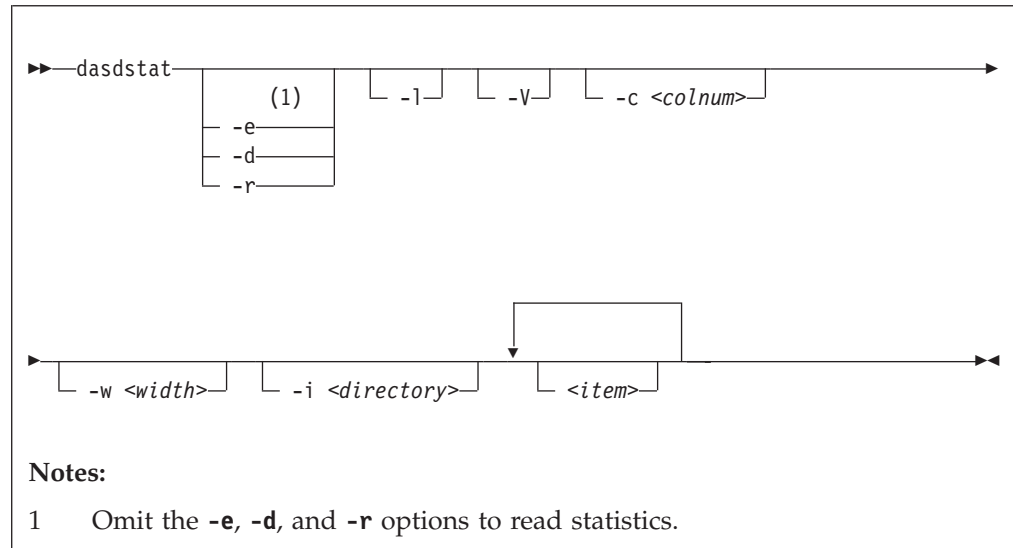 dasdstat
(1)
-e
-d
-r
-l
-V
-c <colnum>
-w <width>
-i <directory>
<item>
Notes:
1 Omit the -e, -d, and -r options to read statistics.